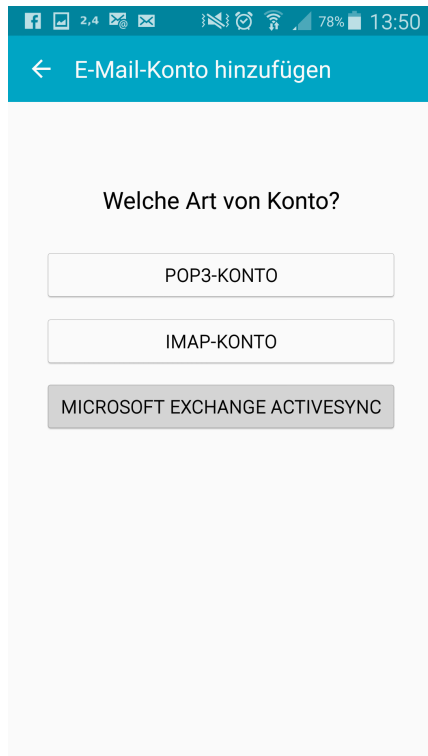 2,4 78% 13:50
E-Mail-Konto hinzufügen
Welche Art von Konto?
POP3-KONTO
IMAP-KONTO
MICROSOFT EXCHANGE ACTIVESYNC